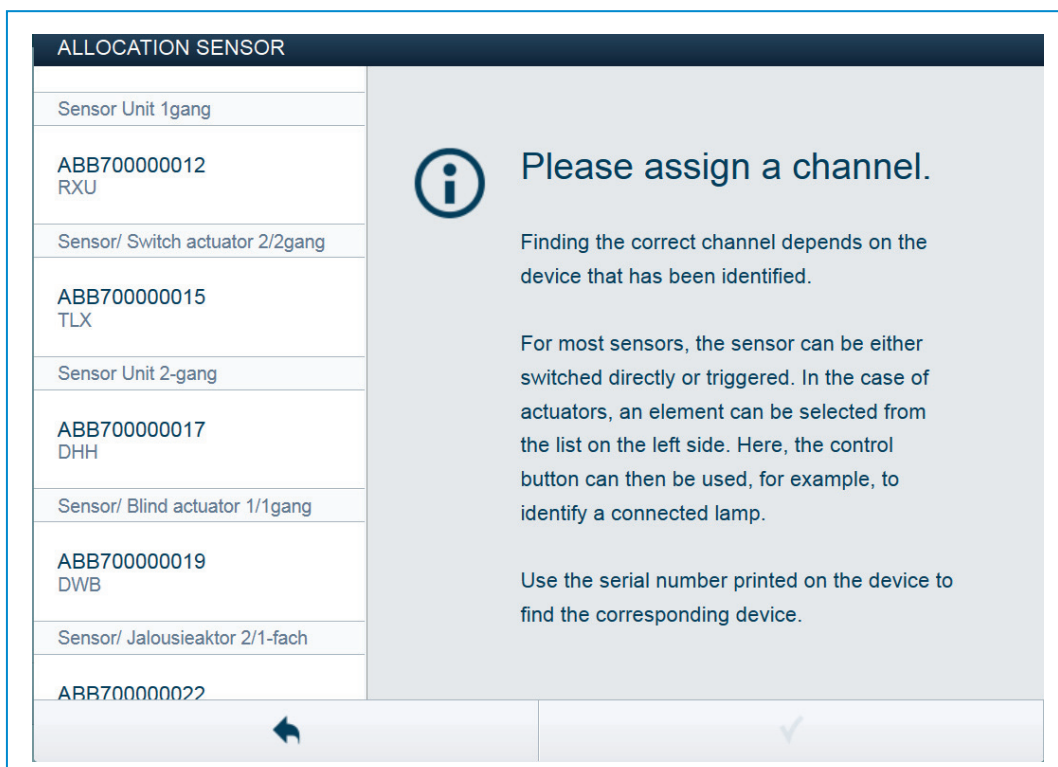 ALLOCATION SENSOR
Sensor Unit 1gang
ABB700000012
RXU
Sensor/ Switch actuator 2/2gang
ABB700000015
TLX
Sensor Unit 2-gang
ABB700000017
DHH
Sensor/ Blind actuator 1/1gang
ABB700000019
DWB
Sensor/ Jalousieaktor 2/1-fach
ABB700000022
Please assign a channel.
Finding the correct channel depends on the
device that has been identified.
For most sensors, the sensor can be either
switched directly or triggered. In the case of
actuators, an element can be selected from
the list on the left side. Here, the control
button can then be used, for example, to
identify a connected lamp.
Use the serial number printed on the device to
find the corresponding device.